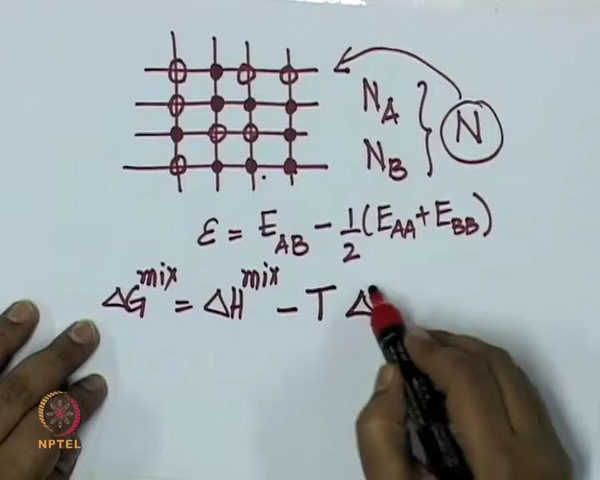 N_A
N_B
N
ε = E_AB - 1/2 (E_AA + E_BB)
ΔG^mix = ΔH^mix - T Δ
NPTEL